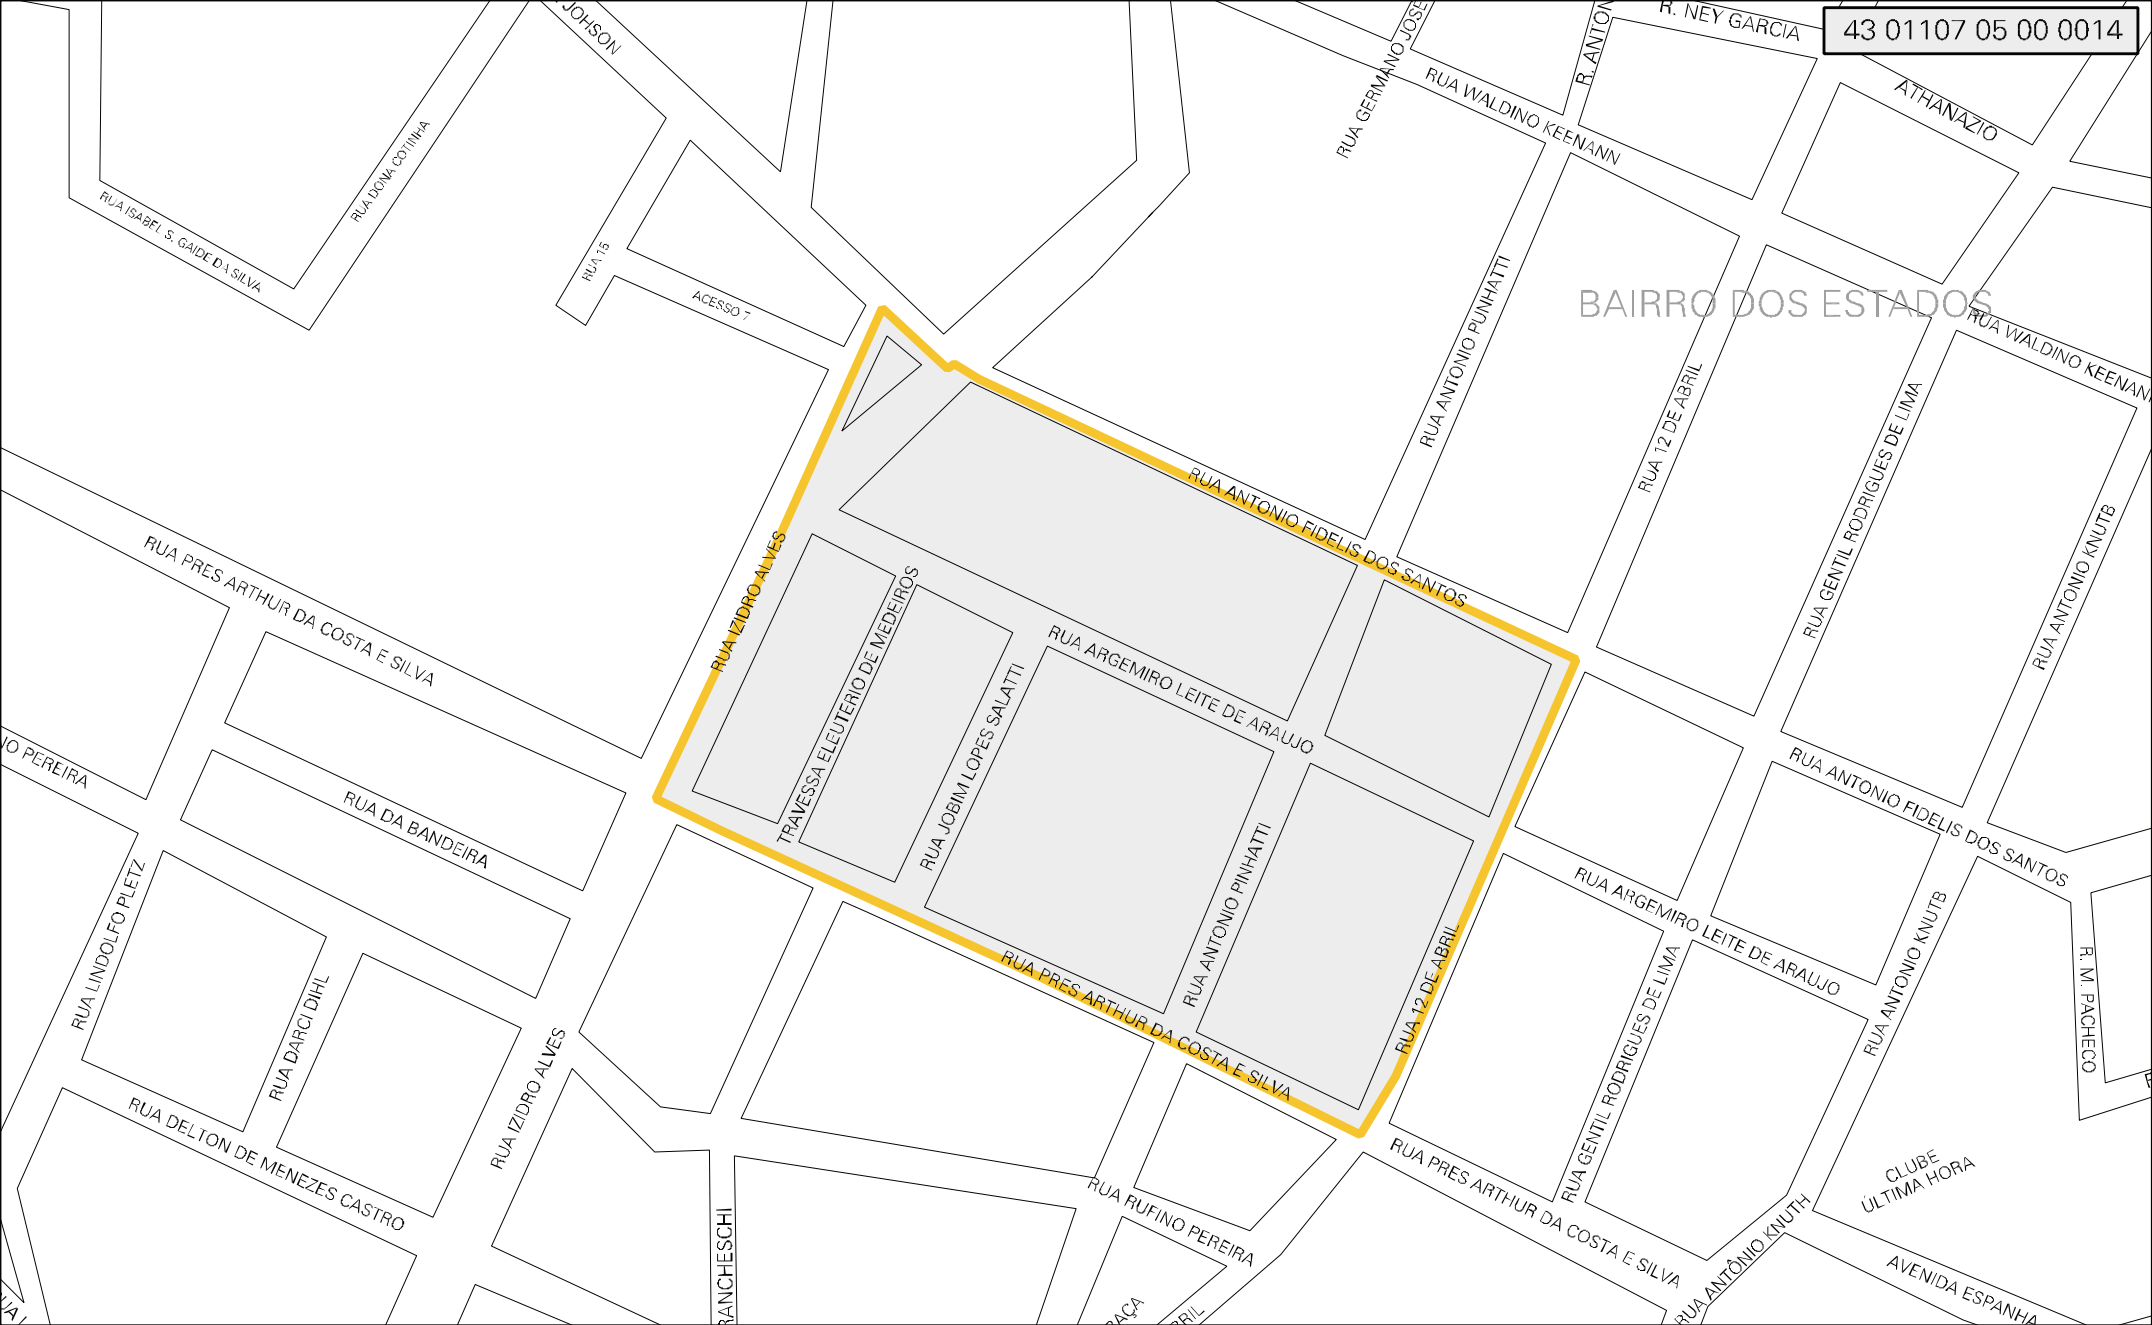 JOHSON
RUA GERMANO JOSE
R. ANTON
R. NEY GARCIA
43 01107 05 00 0014
RUA WALDINO KEENANN
ATHANAZIO
RUA DONA COTINHA
RUA ISABEL S. GAIDE DA SILVA
RUA 15
ACESSO 7
RUA ANTONIO PUNHATTI
BAIRRO DOS ESTADOS
RUA WALDINO KEENANN
RUA 12 DE ABRIL
RUA GENTIL RODRIGUES DE LIMA
RUA ANTONIO KNUTB
RUA ANTONIO FIDELIS DOS SANTOS
RUA PRES ARTHUR DA COSTA E SILVA
RUA IZIDRO ALVES
TRAVESSA ELEUTERIO DE MEDEIROS
RUA ARGEMIRO LEITE DE ARAUJO
RUA JOBIM LOPES SALATTI
NO PEREIRA
RUA DA BANDEIRA
RUA ANTONIO PINHATTI
RUA ANTONIO FIDELIS DOS SANTOS
RUA LINDOLFO PLETZ
RUA ARGEMIRO LEITE DE ARAUJO
RUA ANTONIO KNUTB
RUA DARCI DIHL
RUA PRES ARTHUR DA COSTA E SILVA
RUA 12 DE ABRIL
RUA GENTIL RODRIGUES DE LIMA
R. M. PACHECO
RUA IZIDRO ALVES
RUA DELTON DE MENEZES CASTRO
RUA PRES ARTHUR DA COSTA E SILVA
CLUBE
ÚLTIMA HORA
RUA RUFINO PEREIRA
RANCHESCHI
RUA ANTÔNIO KNUTH
AVENIDA ESPANHA
RAÇA
RIL